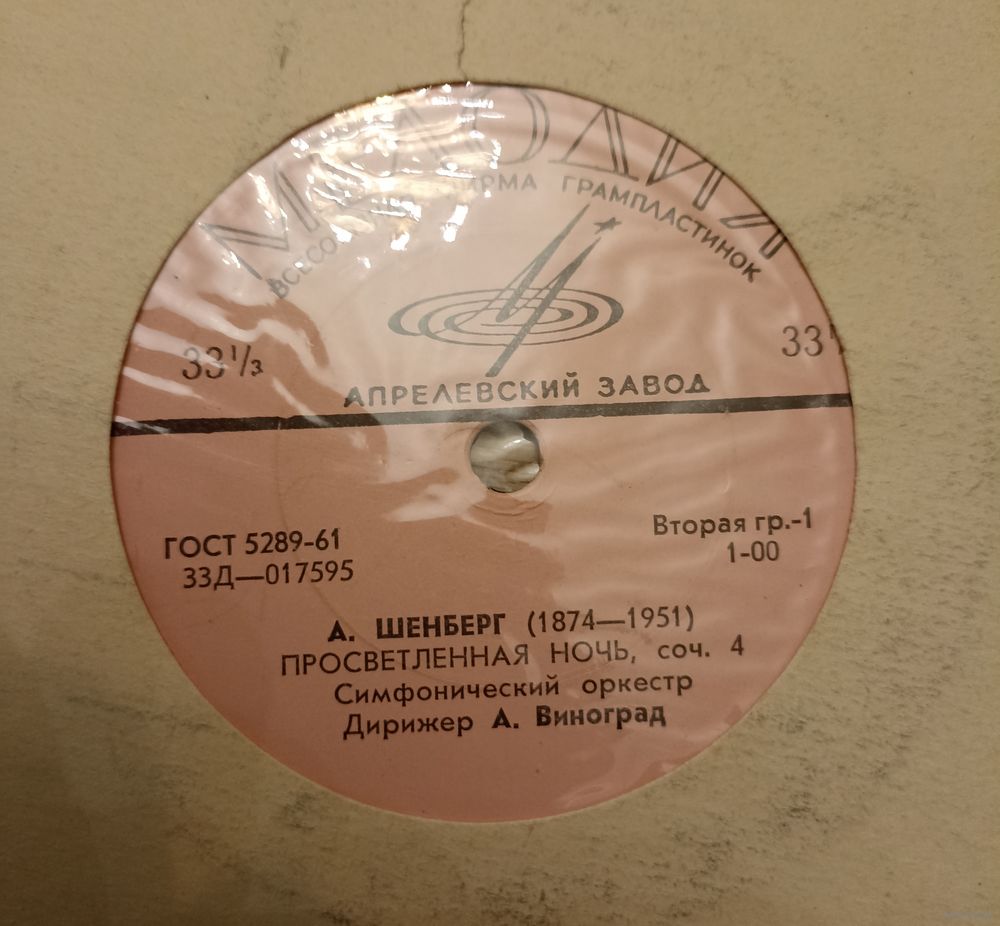 МЕЛОДИЯ
ФИРМА ГРАМПЛАСТИНОК
33⅓ 33
АПРЕЛЕВСКИЙ ЗАВОД
ГОСТ 5289-61
33Д—017595
Вторая гр.-1
1-00
А. ШЕНБЕРГ (1874—1951)
ПРОСВЕТЛЕННАЯ НОЧЬ, соч. 4
Симфонический оркестр
Дирижер А. Виноград